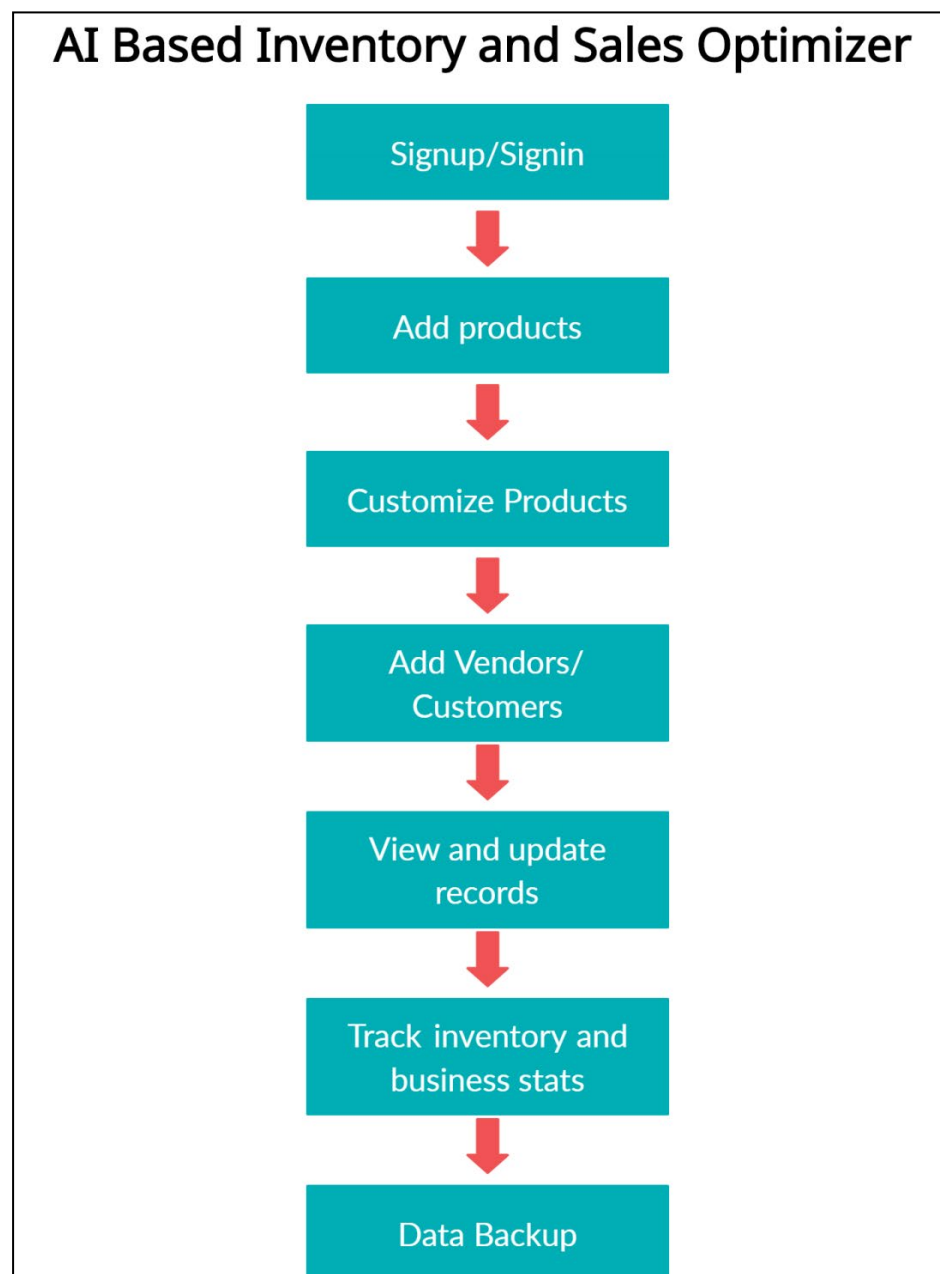 AI Based Inventory and Sales Optimizer
Signup/Signin
Add products
Customize Products
Add Vendors/
Customers
View and update
records
Track inventory and
business stats
Data Backup